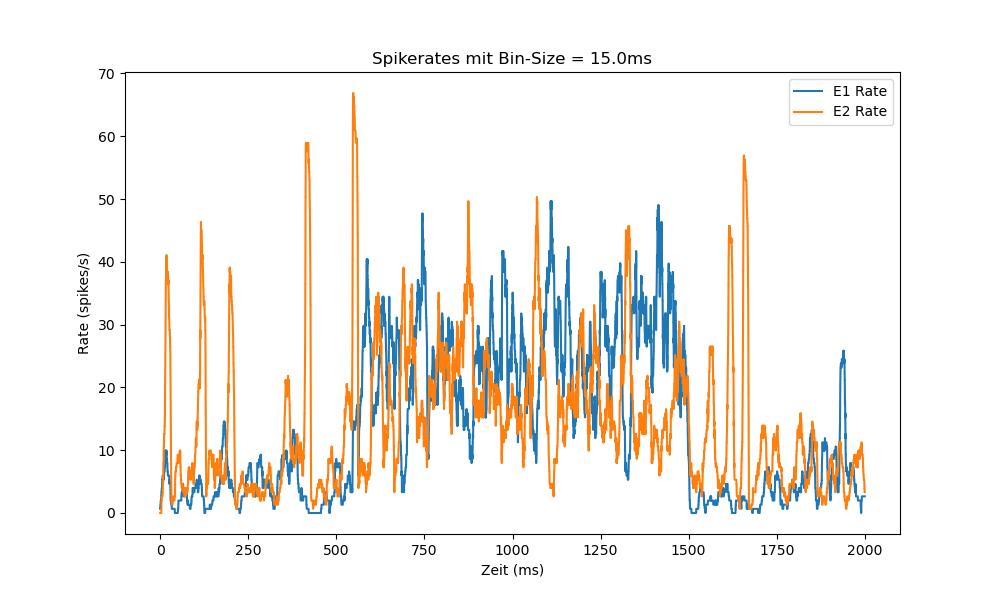 Spikerates mit Bin-Size = 15.0ms
E1 Rate
E2 Rate
70
60
50
40
30
20
10
0
Rate (spikes/s)
0 250 500 750 1000 1250 1500 1750 2000
Zeit (ms)